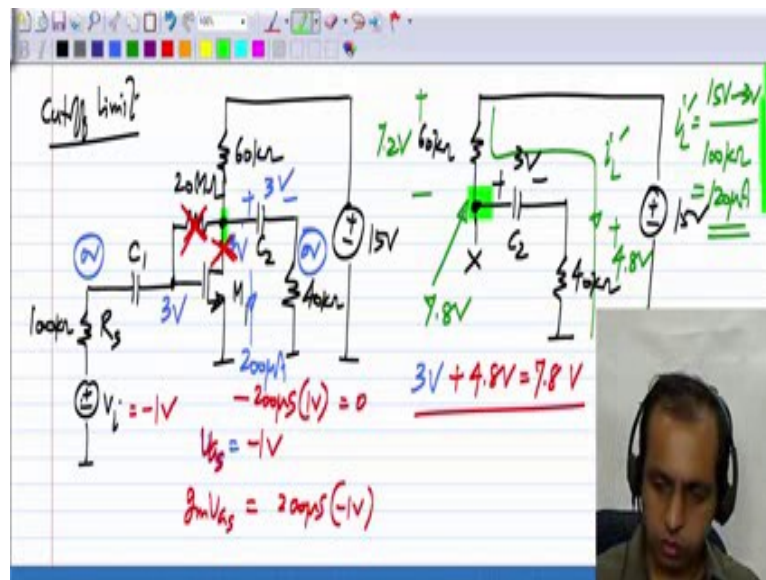 Cutoff limit
60kΩ
20MΩ
+ 3V -
C2
0V
C1
3V
3V
M1
15V
40kΩ
100kΩ Rs
200μA
Vi = -1V
-200μS(1V) = 0
vgs = -1V
gmvgs = 200μS(-1V)
+
7.2V 60kΩ
-
3V
+ -
iL'
C2
15V
X
40kΩ
+
4.8V
7.8V
3V + 4.8V = 7.8V
iL' = 15V-3V
100kΩ
= 120μA